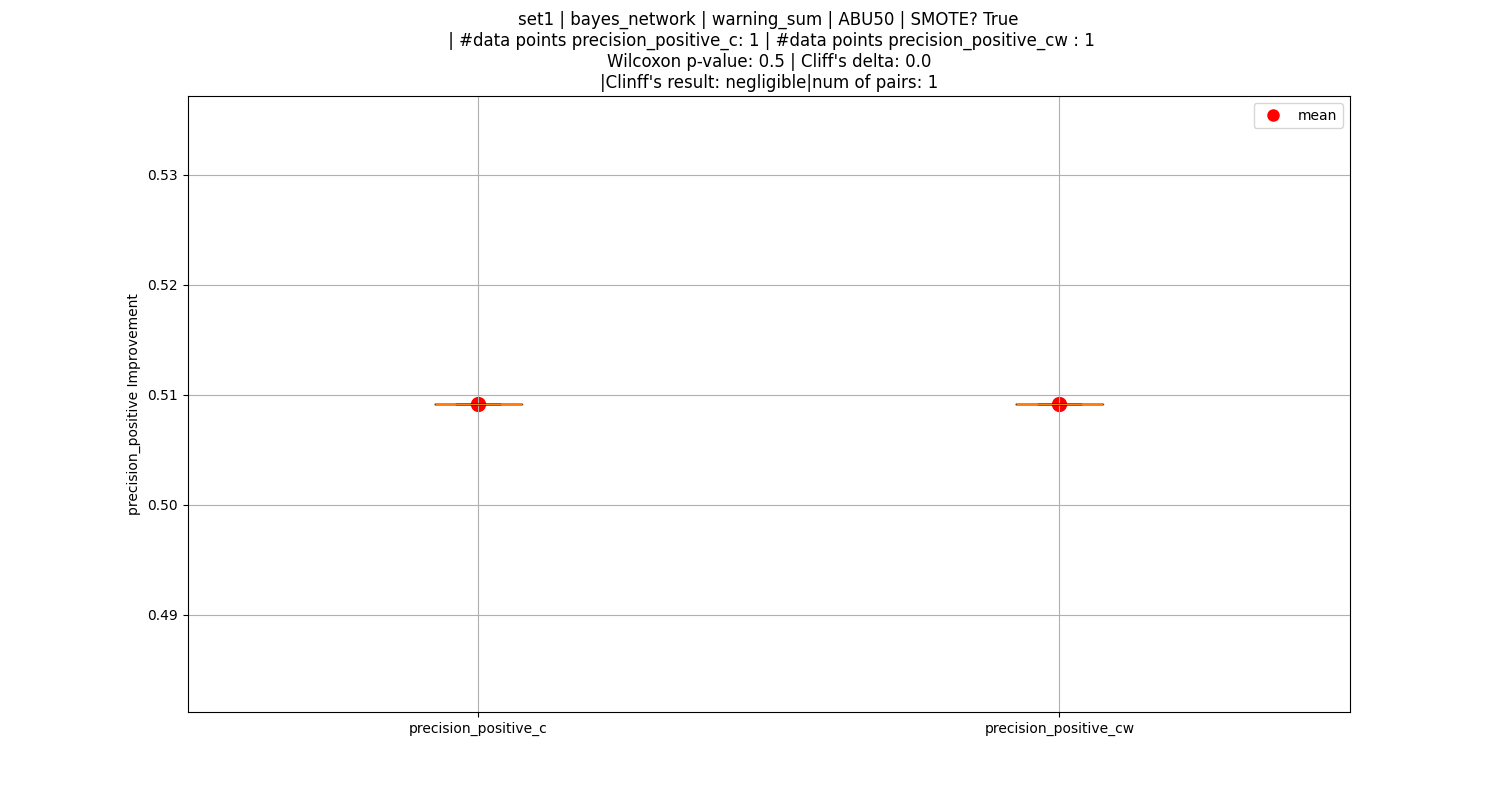 set1 | bayes_network | warning_sum | ABU50 | SMOTE? True
| #data points precision_positive_c: 1 | #data points precision_positive_cw : 1
Wilcoxon p-value: 0.5 | Cliff's delta: 0.0
|Clinff's result: negligible|num of pairs: 1
mean
0.53
0.52
0.51
0.50
0.49
precision_positive Improvement
precision_positive_c
precision_positive_cw